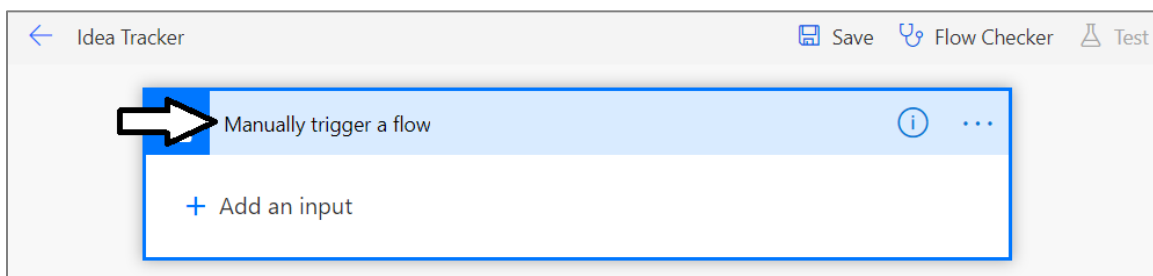 Idea Tracker Save Flow Checker Test
Manually trigger a flow
+ Add an input